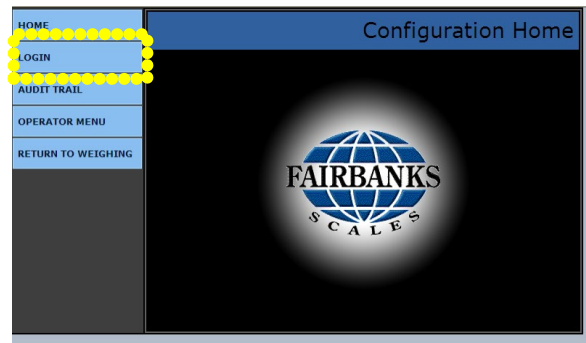 HOME
LOGIN
AUDIT TRAIL
OPERATOR MENU
RETURN TO WEIGHING
Configuration Home
FAIRBANKS
SCALES